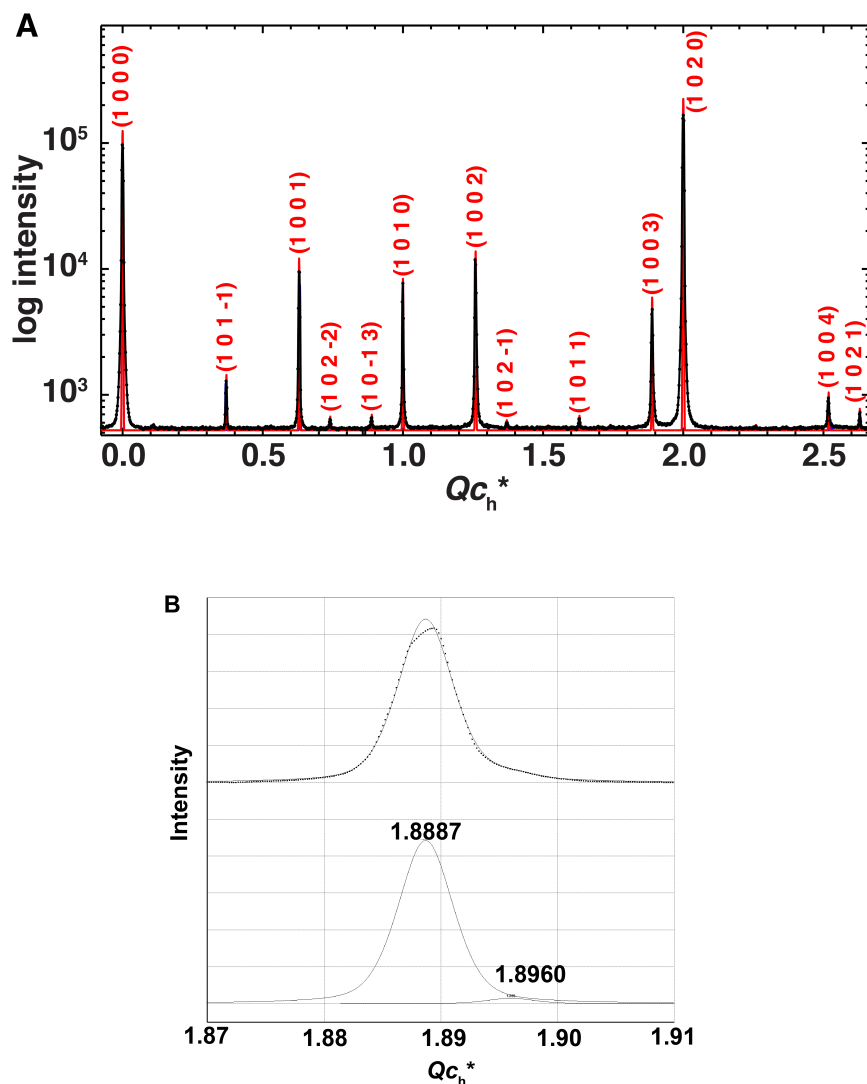 A
log intensity
10⁵
10⁴
10³
(1 0 0 0)
(1 0 1 -1)
(1 0 0 1)
(1 0 2 -2)
(1 0 -1 3)
(1 0 1 0)
(1 0 0 2)
(1 0 2 -1)
(1 0 1 1)
(1 0 0 3)
(1 0 2 0)
(1 0 0 4)
(1 0 2 1)
0.0 0.5 1.0 1.5 2.0 2.5
Qcₕ*
B
Intensity
1.8887
1.8960
1.87 1.88 1.89 1.90 1.91
Qcₕ*